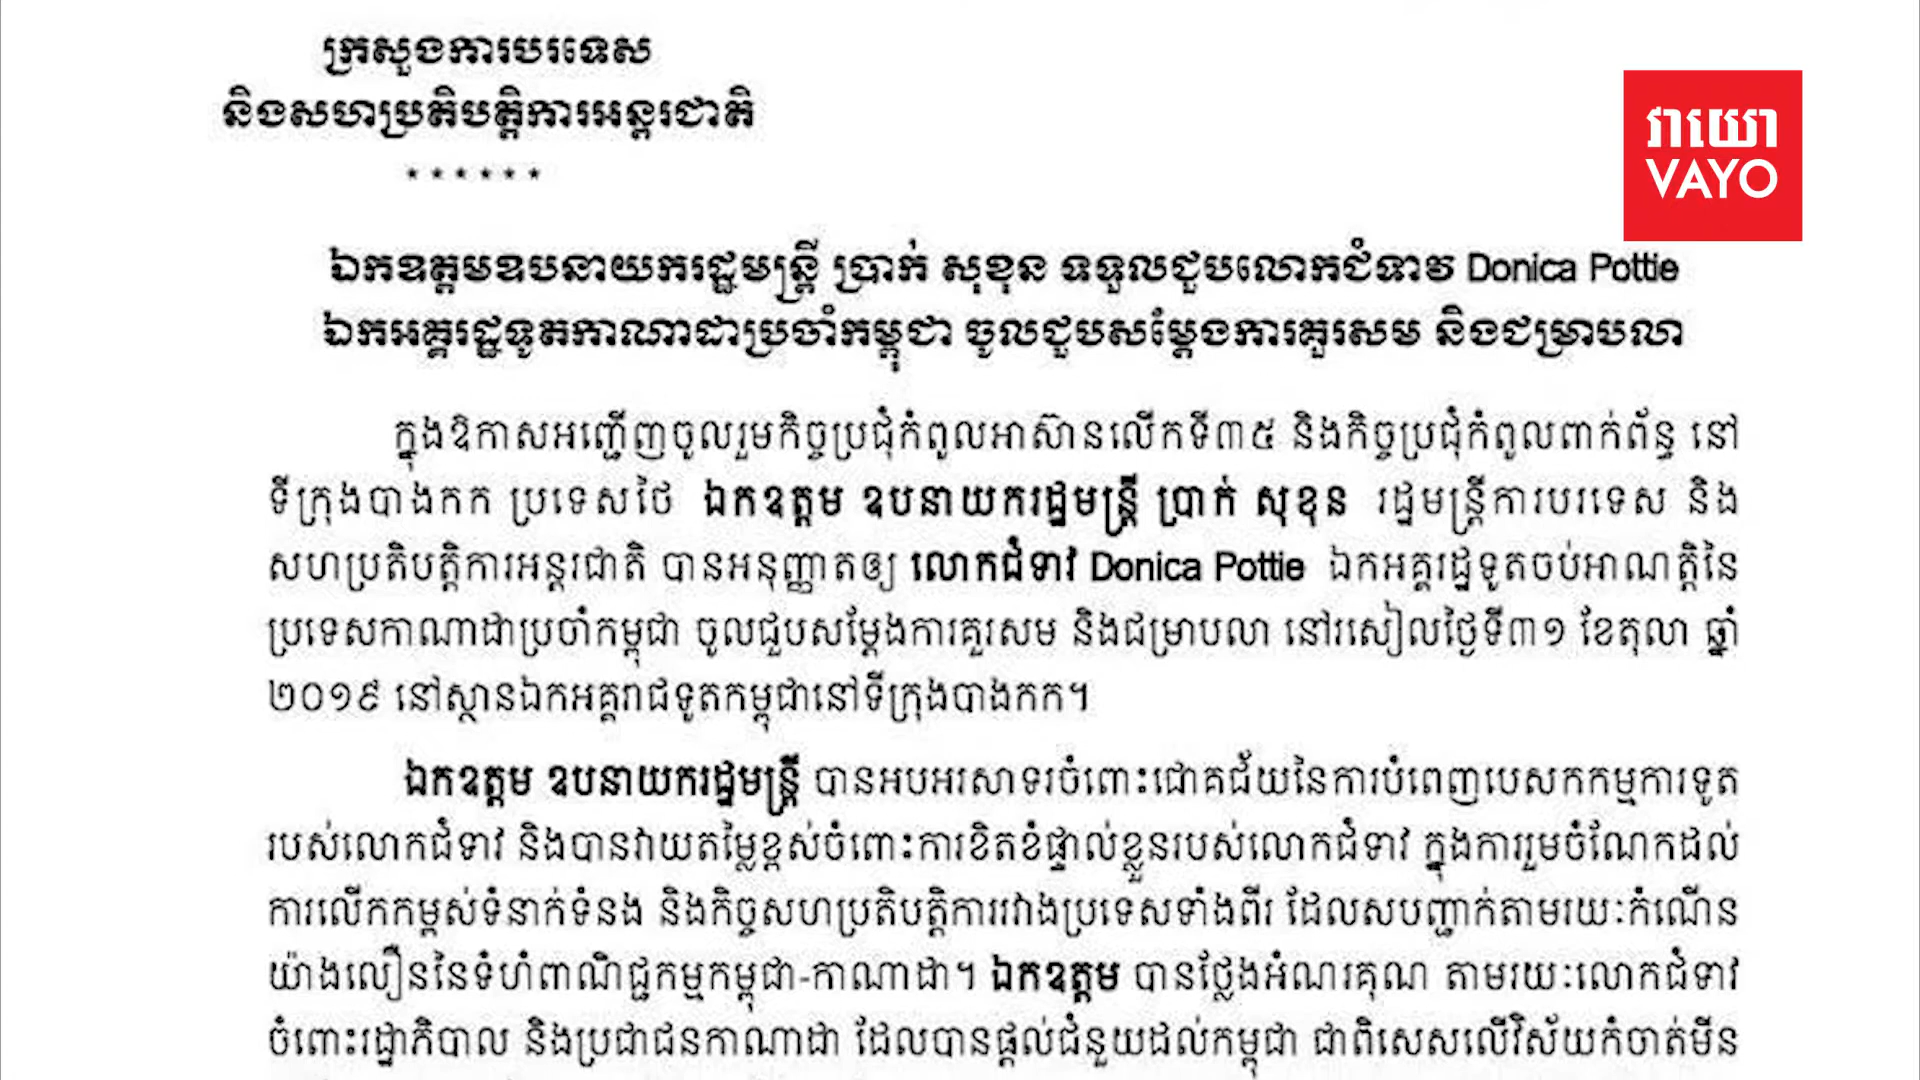 ក្រសួងការបរទេស
និងសហប្រតិបត្តិការអន្តរជាតិ
******
វាយោ
VAYO
ឯកឧត្តមឧបនាយករដ្ឋមន្ត្រី ប្រាក់ សុខុន ទទួលជួបលោកជំទាវ Donica Pottie
ឯកអគ្គរដ្ឋទូតកាណាដាប្រចាំកម្ពុជា ចូលជួបសម្តែងការគួរសម និងជម្រាបលា
ក្នុងឱកាសអញ្ជើញចូលរួមកិច្ចប្រជុំកំពូលអាស៊ានលើកទី៣៥ និងកិច្ចប្រជុំកំពូលពាក់ព័ន្ធ នៅ
ទីក្រុងបាងកក ប្រទេសថៃ ឯកឧត្តម ឧបនាយករដ្ឋមន្ត្រី ប្រាក់ សុខុន រដ្ឋមន្ត្រីការបរទេស និង
សហប្រតិបត្តិការអន្តរជាតិ បានអនុញ្ញាតឲ្យ លោកជំទាវ Donica Pottie ឯកអគ្គរដ្ឋទូតចប់អាណត្តិនៃ
ប្រទេសកាណាដាប្រចាំកម្ពុជា ចូលជួបសម្តែងការគួរសម និងជម្រាបលា នៅរសៀលថ្ងៃទី៣១ ខែតុលា ឆ្នាំ
២០១៩ នៅស្ថានឯកអគ្គរាជទូតកម្ពុជានៅទីក្រុងបាងកក។
ឯកឧត្តម ឧបនាយករដ្ឋមន្ត្រី បានអបអរសាទរចំពោះជោគជ័យនៃការបំពេញបេសកកម្មការទូត
របស់លោកជំទាវ និងបានវាយតម្លៃខ្ពស់ចំពោះការខិតខំផ្ទាល់ខ្លួនរបស់លោកជំទាវ ក្នុងការរួមចំណែកដល់
ការលើកកម្ពស់ទំនាក់ទំនង និងកិច្ចសហប្រតិបត្តិការរវាងប្រទេសទាំងពីរ ដែលសបញ្ជាក់តាមរយៈកំណើន
យ៉ាងលឿននៃទំហំពាណិជ្ជកម្មកម្ពុជា-កាណាដា។ ឯកឧត្តម បានថ្លែងអំណរគុណ តាមរយៈលោកជំទាវ
ចំពោះរដ្ឋាភិបាល និងប្រជាជនកាណាដា ដែលបានផ្តល់ជំនួយដល់កម្ពុជា ជាពិសេសលើវិស័យកំចាត់មីន